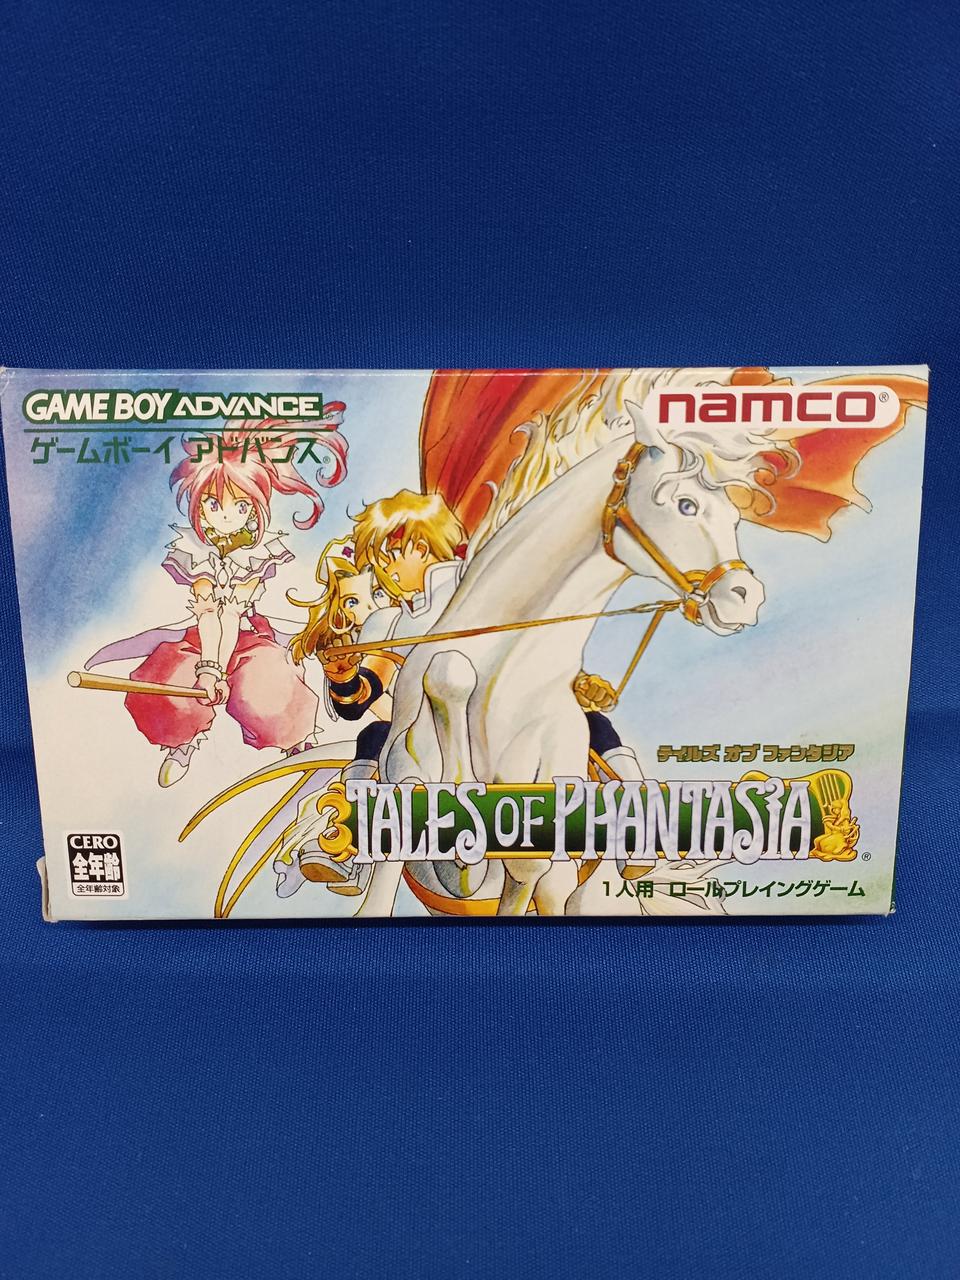 GAME BOY ADVANCE
ゲームボーイ アドバンス®
namco®
テイルズ オブ ファンタジア
TALES OF PHANTASIA®
1人用 ロールプレイングゲーム
CERO
全年齢
全年齢対象